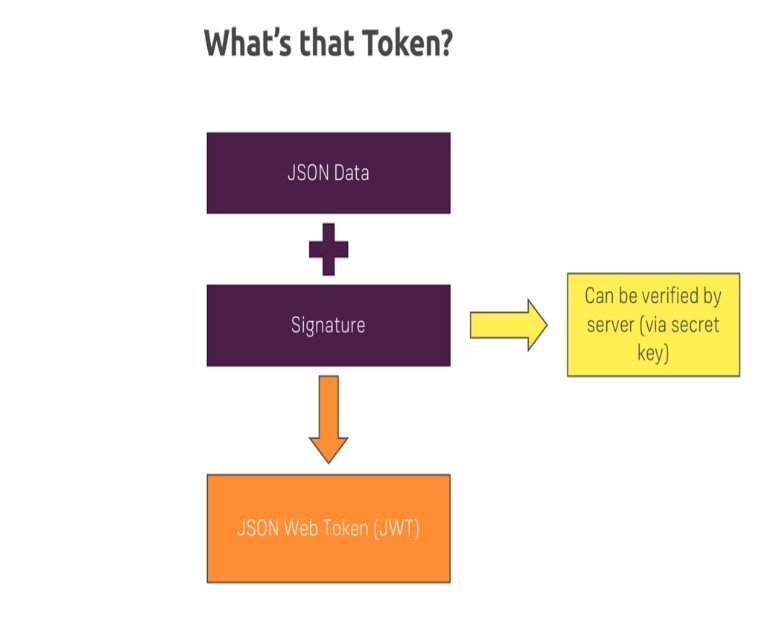 What's that Token?
JSON Data
Signature
Can be verified by
server (via secret
key)
JSON Web Token (JWT)